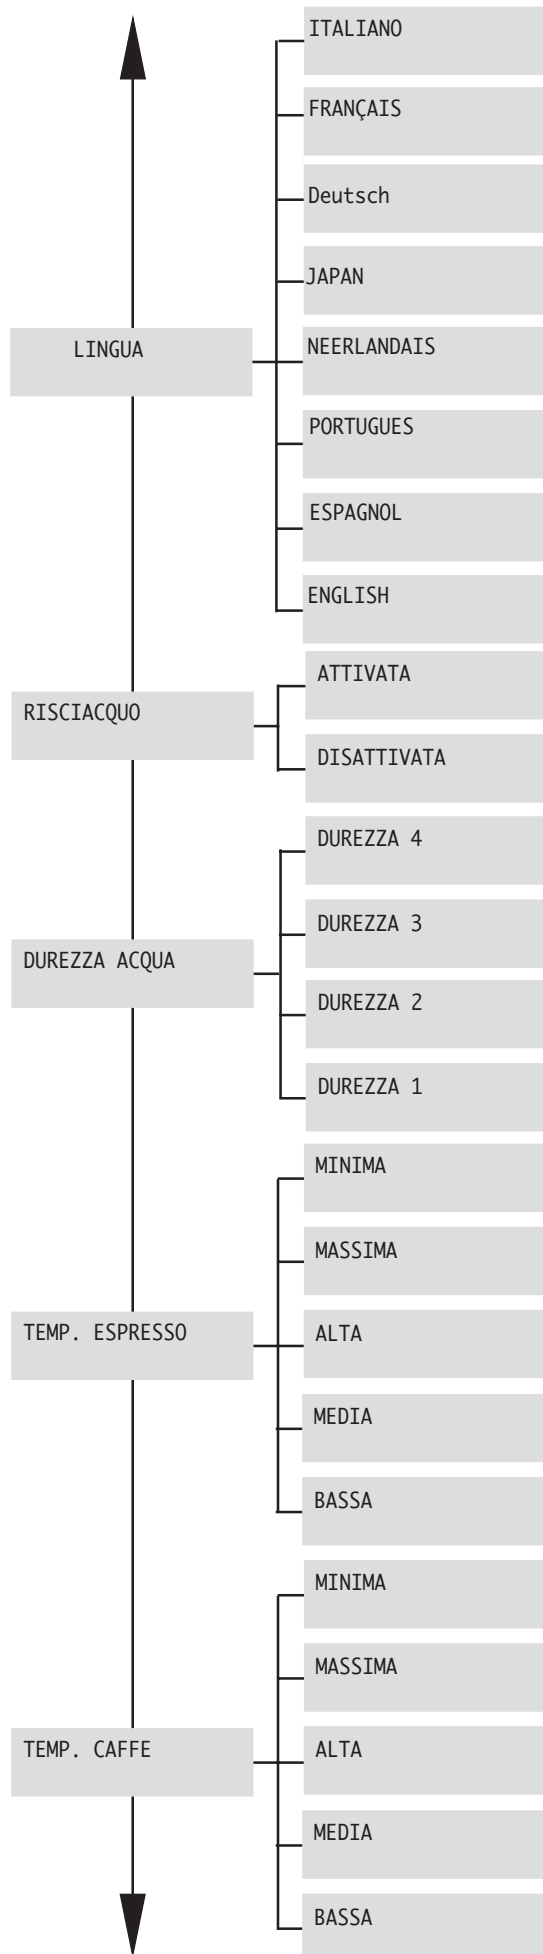 LINGUA
ITALIANO
FRANÇAIS
Deutsch
JAPAN
NEERLANDAIS
PORTUGUES
ESPAGNOL
ENGLISH
RISCIACQUO
ATTIVATA
DISATTIVATA
DUREZZA ACQUA
DUREZZA 4
DUREZZA 3
DUREZZA 2
DUREZZA 1
TEMP. ESPRESSO
MINIMA
MASSIMA
ALTA
MEDIA
BASSA
TEMP. CAFFE
MINIMA
MASSIMA
ALTA
MEDIA
BASSA